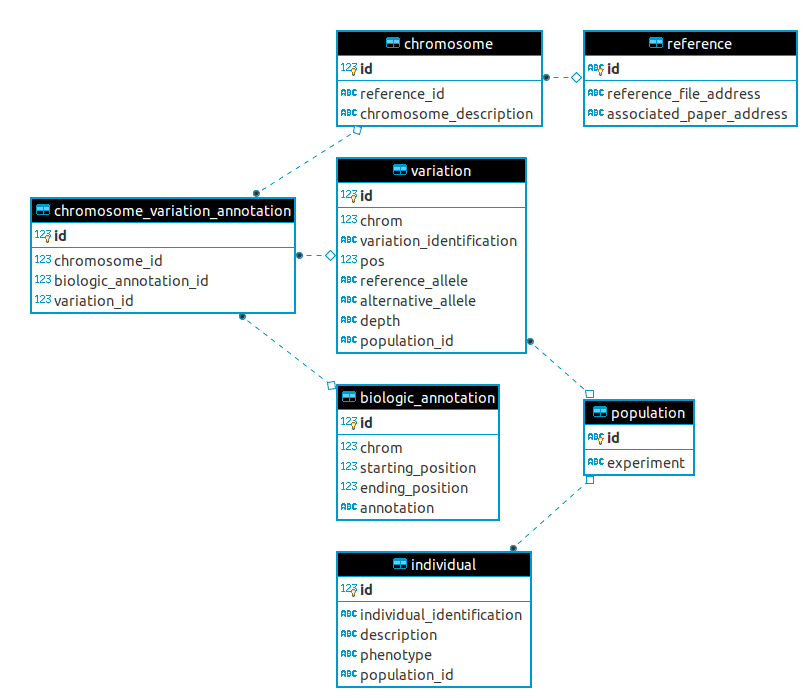 chromosome
123 id
ABC reference_id
ABC chromosome_description
reference
ABC id
ABC reference_file_address
ABC associated_paper_address
variation
123 id
123 chrom
ABC variation_identification
123 pos
ABC reference_allele
ABC alternative_allele
ABC depth
ABC population_id
chromosome_variation_annotation
123 id
123 chromosome_id
123 biologic_annotation_id
123 variation_id
biologic_annotation
123 id
123 chrom
123 starting_position
123 ending_position
ABC annotation
population
ABC id
ABC experiment
individual
123 id
ABC individual_identification
ABC description
ABC phenotype
ABC population_id